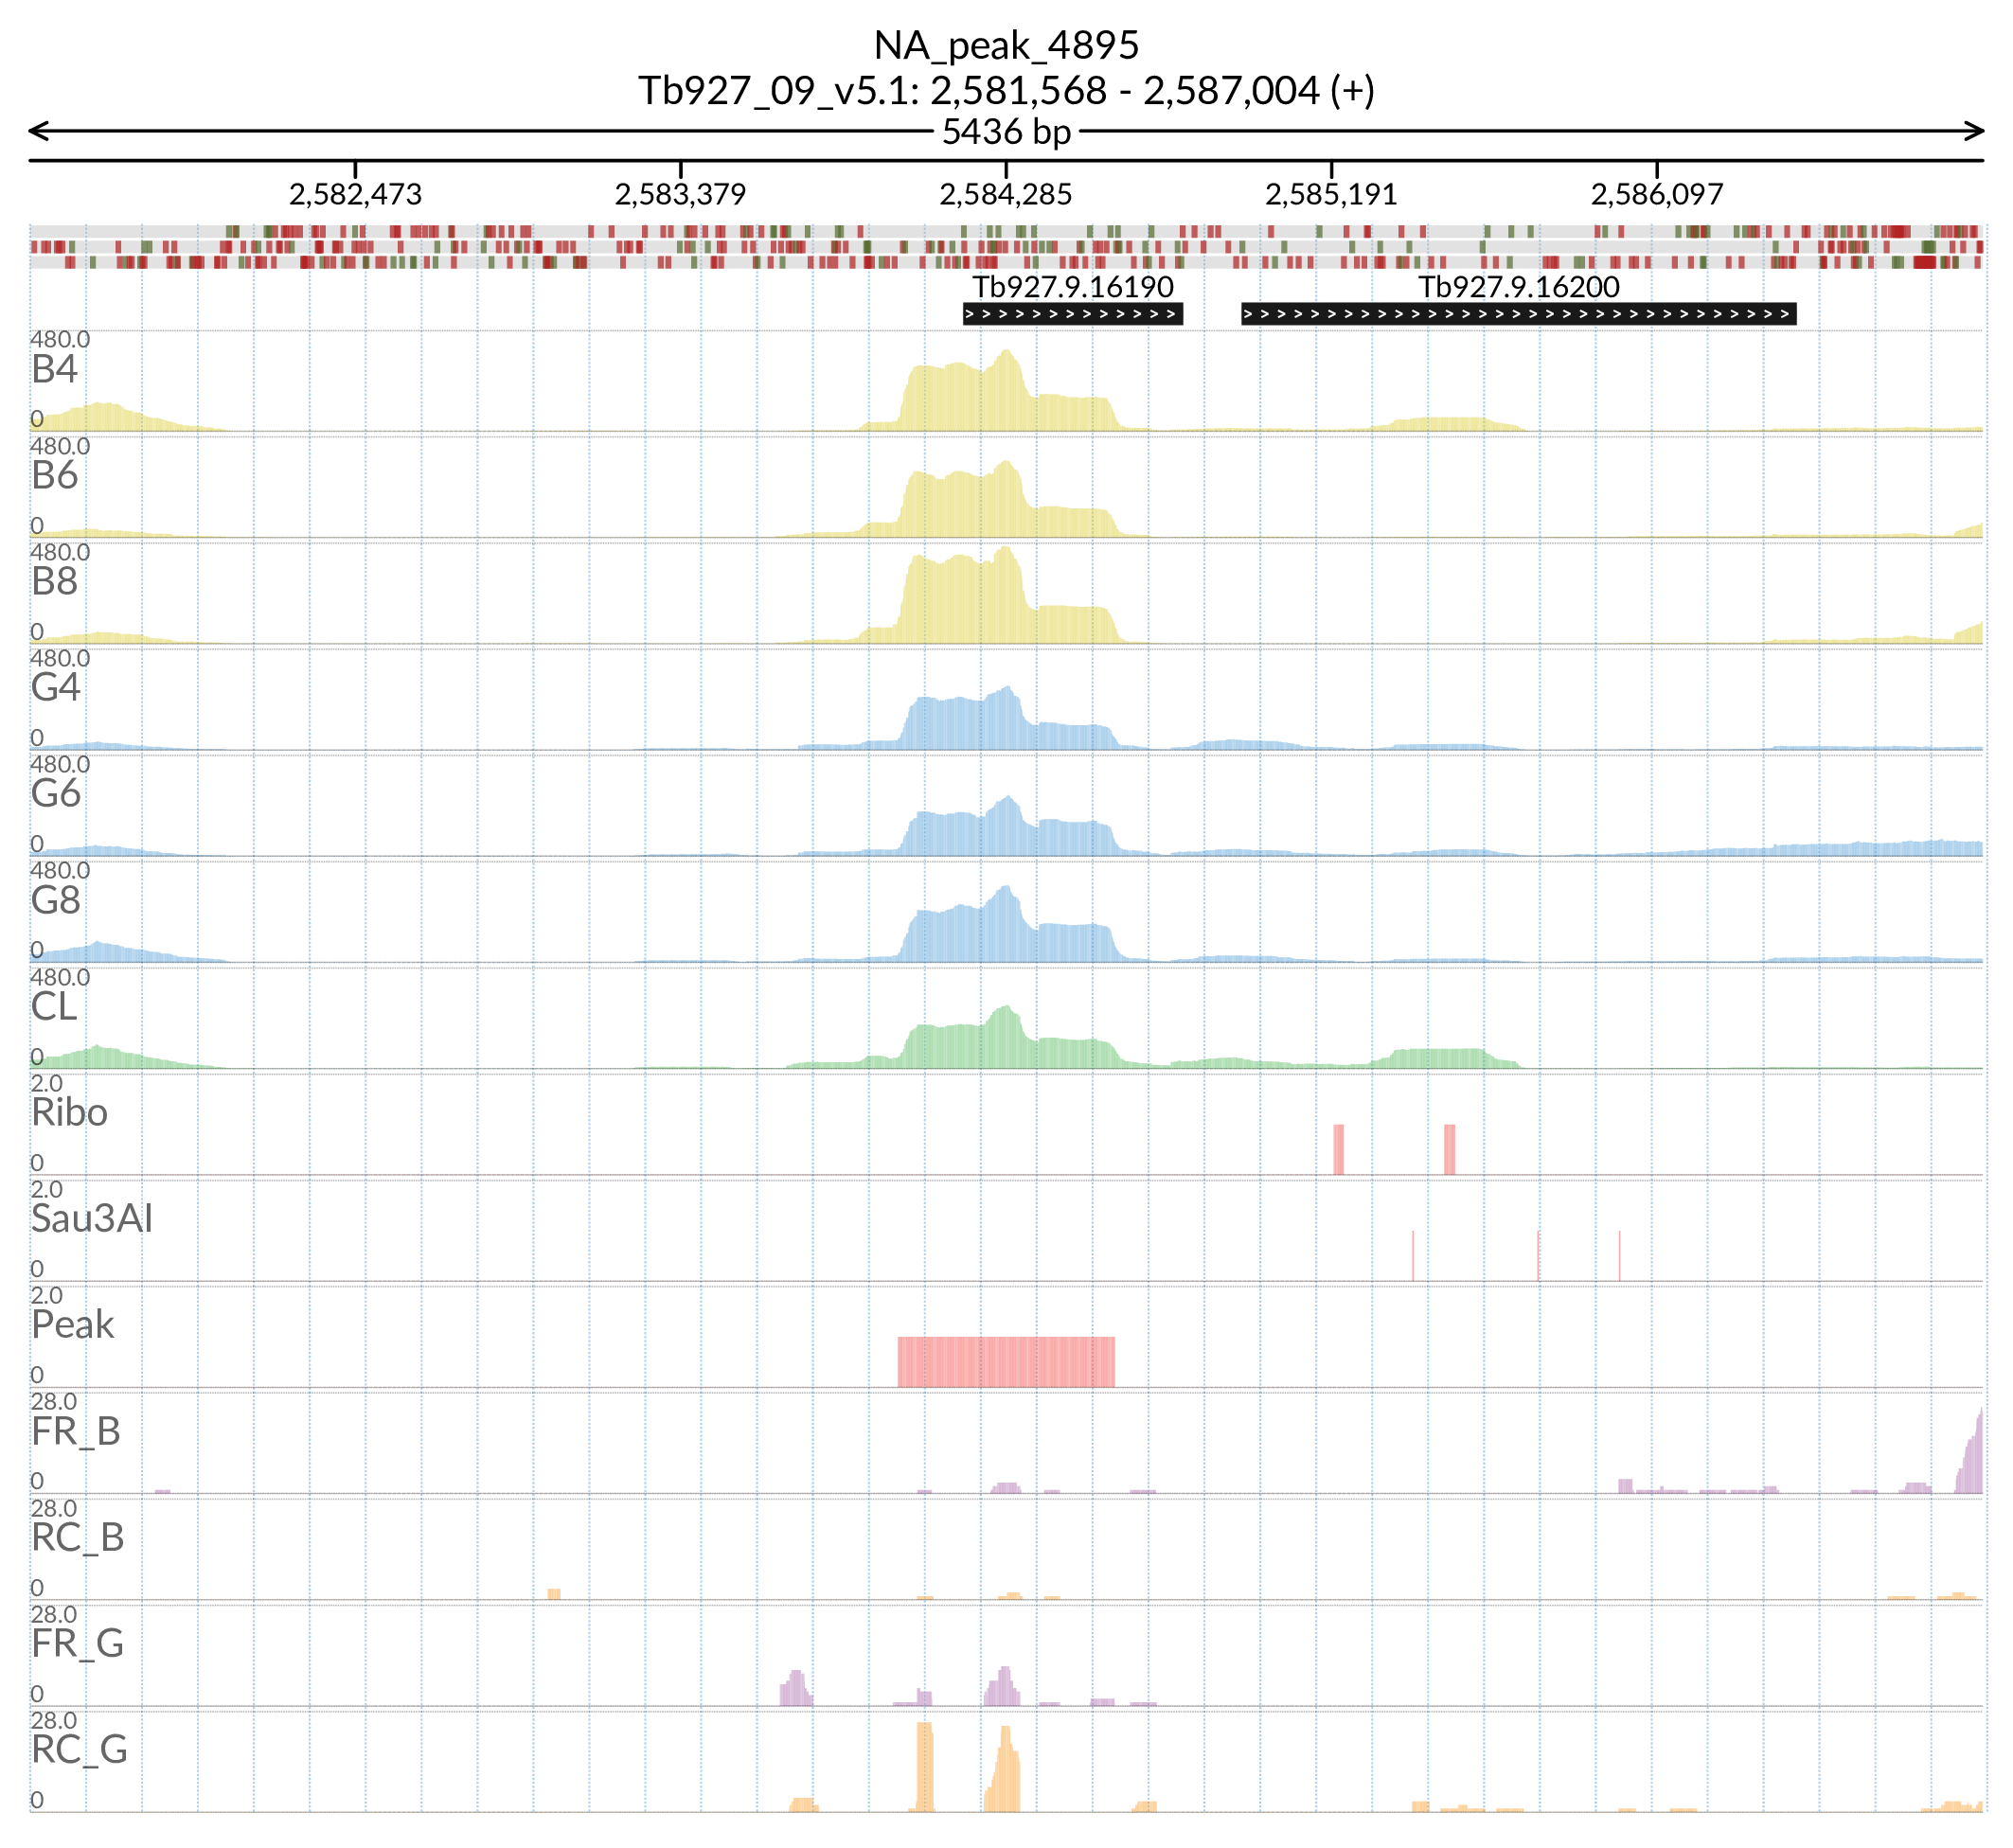 NA_peak_4895
Tb927_09_v5.1: 2,581,568 - 2,587,004 (+)
5436 bp
2,582,473 2,583,379 2,584,285 2,585,191 2,586,097
Tb927.9.16190 Tb927.9.16200
480.0
B4
0
480.0
B6
0
480.0
B8
0
480.0
G4
0
480.0
G6
0
480.0
G8
0
480.0
CL
0
2.0
Ribo
0
2.0
Sau3AI
0
2.0
Peak
0
28.0
FR_B
0
28.0
RC_B
0
28.0
FR_G
0
28.0
RC_G
0